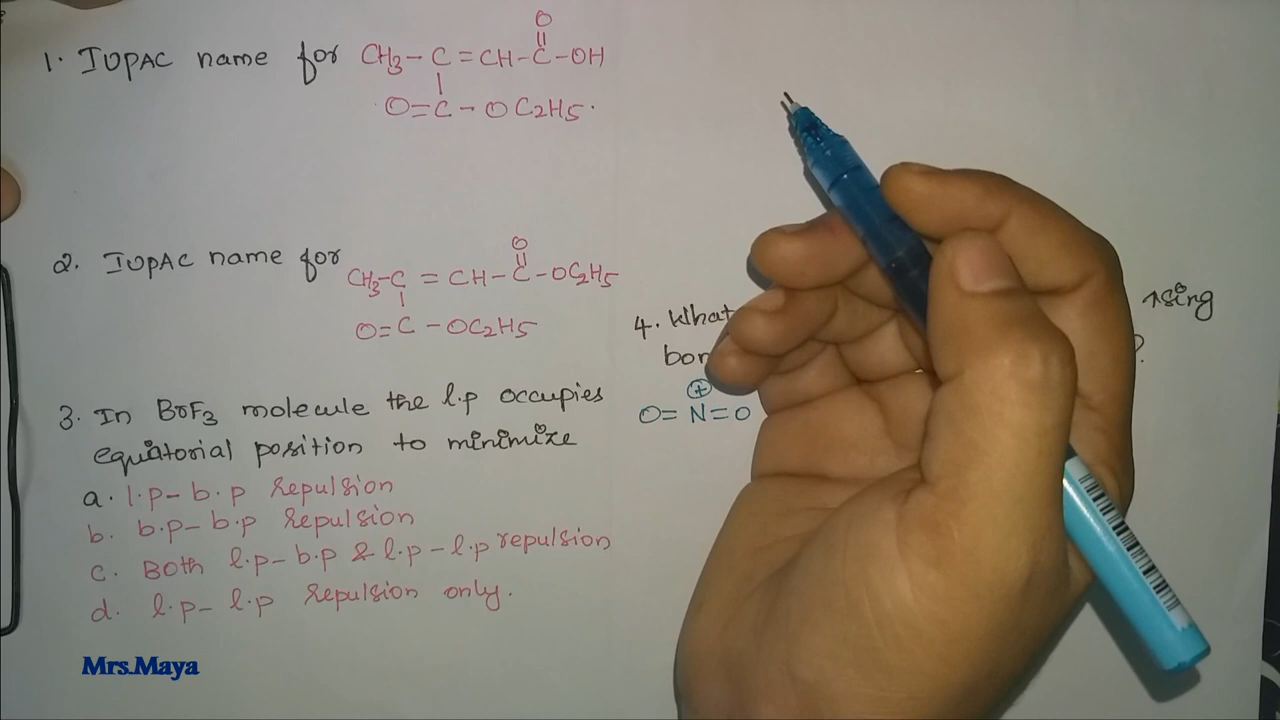 1. IUPAC name for CH3 - C = CH - C - OH
O
O = C - OC2H5.
2. IUPAC name for
O
CH3 - C = CH - C - OC2H5
O = C - OC2H5
3. In BrF3 molecule the l.p occupies
equatorial position to minimize
a. l.p - b.p repulsion
b. b.p - b.p repulsion
c. Both l.p - b.p & l.p - l.p repulsion
d. l.p - l.p repulsion only.
4. What
?
+
O = N = O
Mrs.Maya